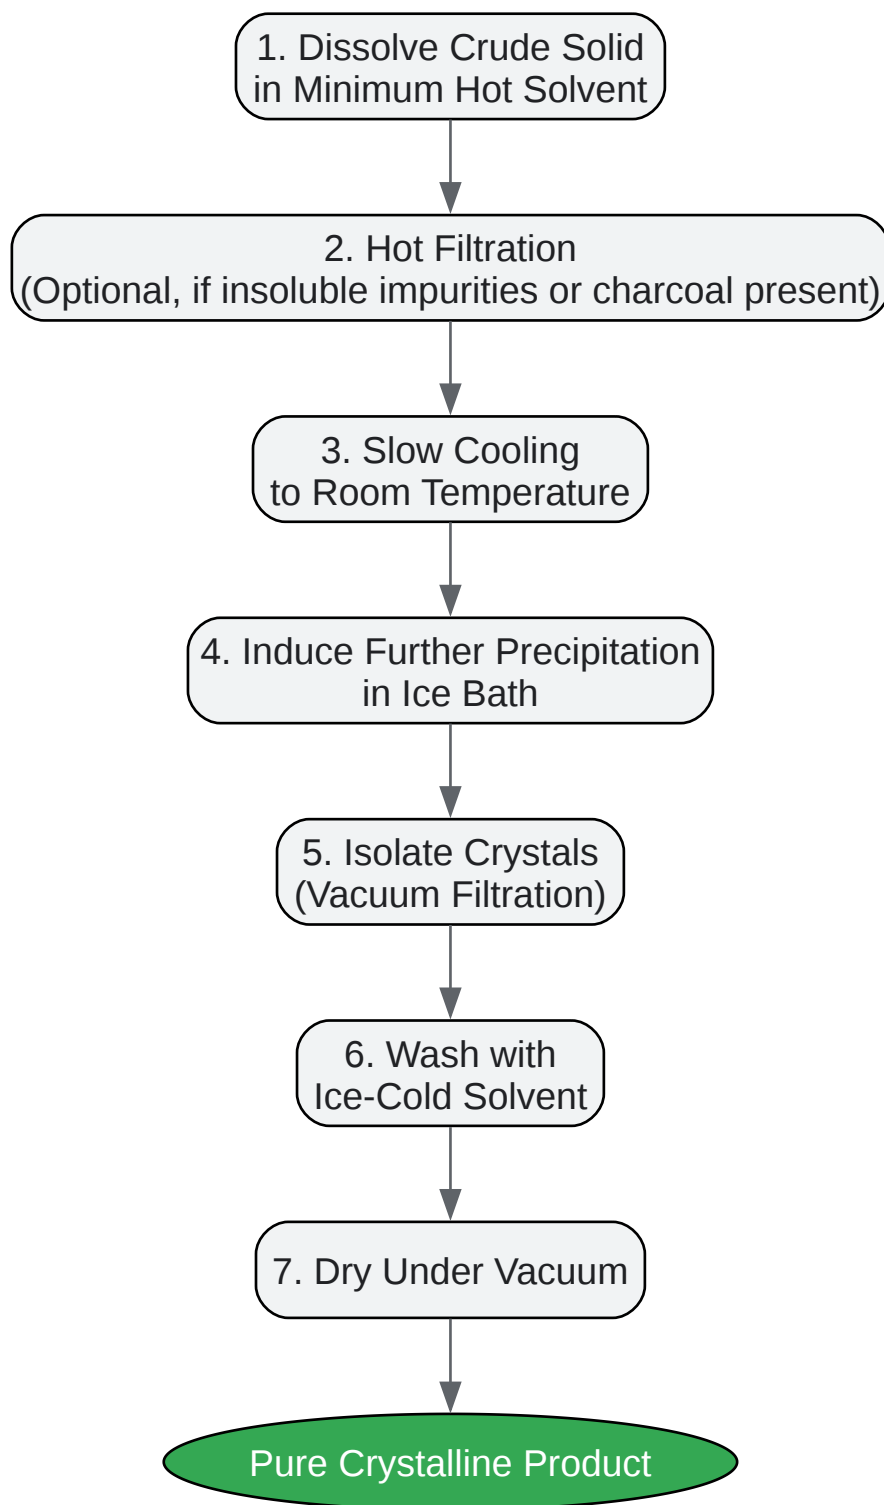 1. Dissolve Crude Solid
in Minimum Hot Solvent
2. Hot Filtration
(Optional, if insoluble impurities or charcoal present)
3. Slow Cooling
to Room Temperature
4. Induce Further Precipitation
in Ice Bath
5. Isolate Crystals
(Vacuum Filtration)
6. Wash with
Ice-Cold Solvent
7. Dry Under Vacuum
Pure Crystalline Product